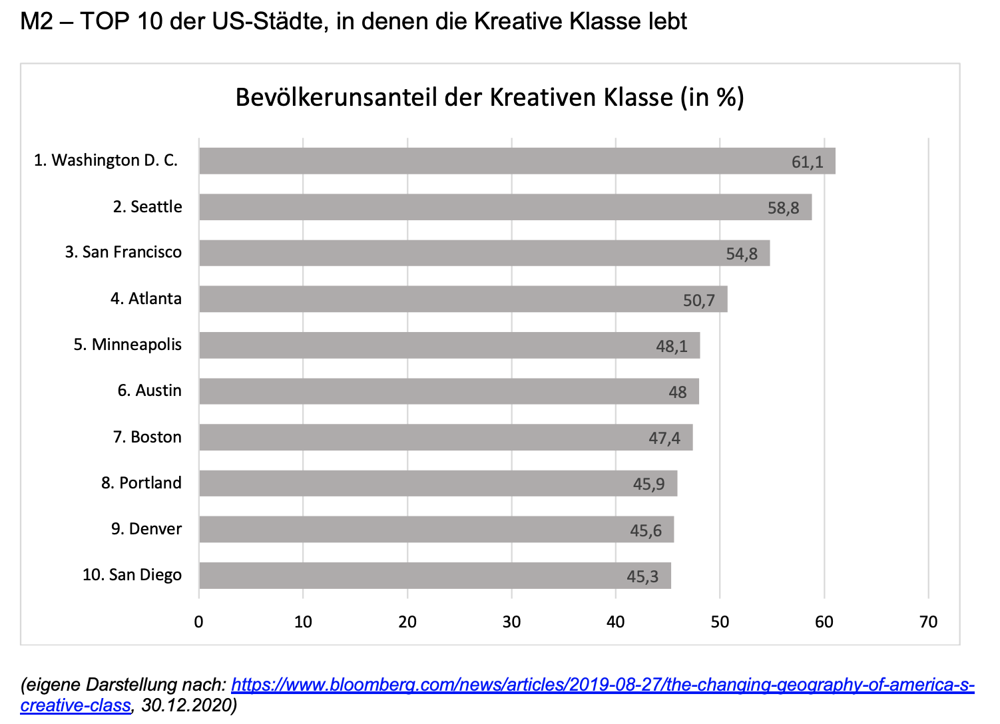 M2 – TOP 10 der US-Städte, in denen die Kreative Klasse lebt
Bevölkerunsanteil der Kreativen Klasse (in %)
1. Washington D. C. 61,1
2. Seattle 58,8
3. San Francisco 54,8
4. Atlanta 50,7
5. Minneapolis 48,1
6. Austin 48
7. Boston 47,4
8. Portland 45,9
9. Denver 45,6
10. San Diego 45,3
0 10 20 30 40 50 60 70
(eigene Darstellung nach: https://www.bloomberg.com/news/articles/2019-08-27/the-changing-geography-of-america-s-
creative-class, 30.12.2020)